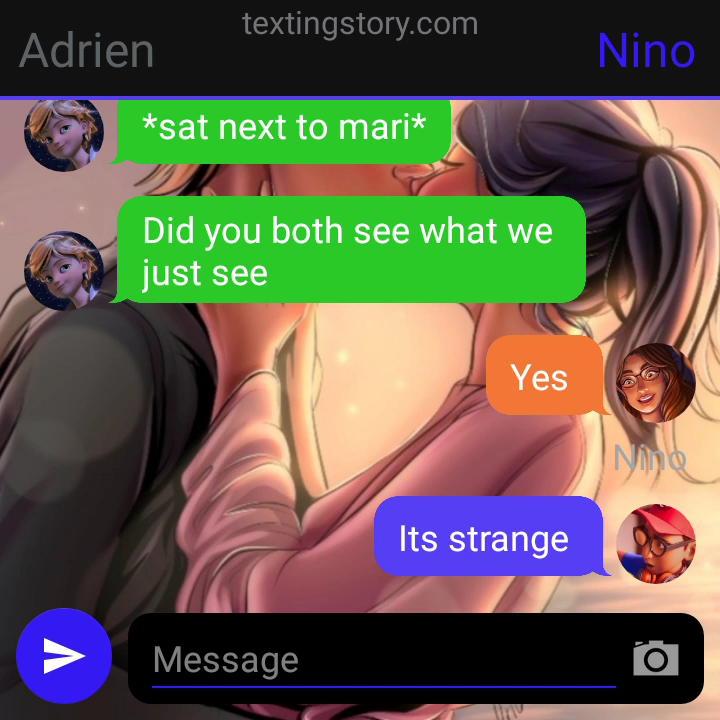 textingstory.com
Adrien
Nino
*sat next to mari*
Did you both see what we
just see
Yes
Nino
Its strange
Message